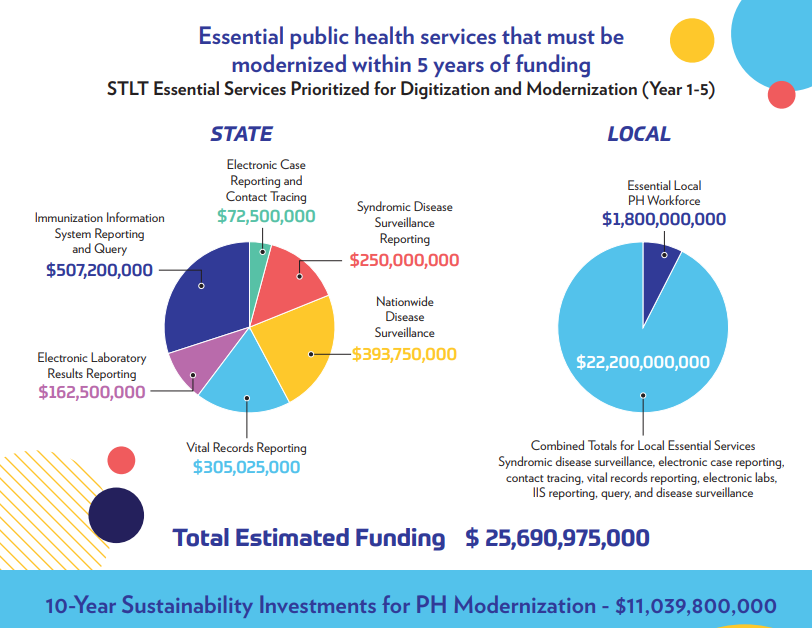 Essential public health services that must be
modernized within 5 years of funding
STLT Essential Services Prioritized for Digitization and Modernization (Year 1-5)
STATE
Electronic Case
Reporting and
Contact Tracing
$72,500,000
Syndromic Disease
Surveillance
Reporting
$250,000,000
Immunization Information
System Reporting
and Query
$507,200,000
Nationwide
Disease
Surveillance
$393,750,000
Electronic Laboratory
Results Reporting
$162,500,000
Vital Records Reporting
$305,025,000
LOCAL
Essential Local
PH Workforce
$1,800,000,000
$22,200,000,000
Combined Totals for Local Essential Services
Syndromic disease surveillance, electronic case reporting,
contact tracing, vital records reporting, electronic labs,
IIS reporting, query, and disease surveillance
Total Estimated Funding $ 25,690,975,000
10-Year Sustainability Investments for PH Modernization - $11,039,800,000